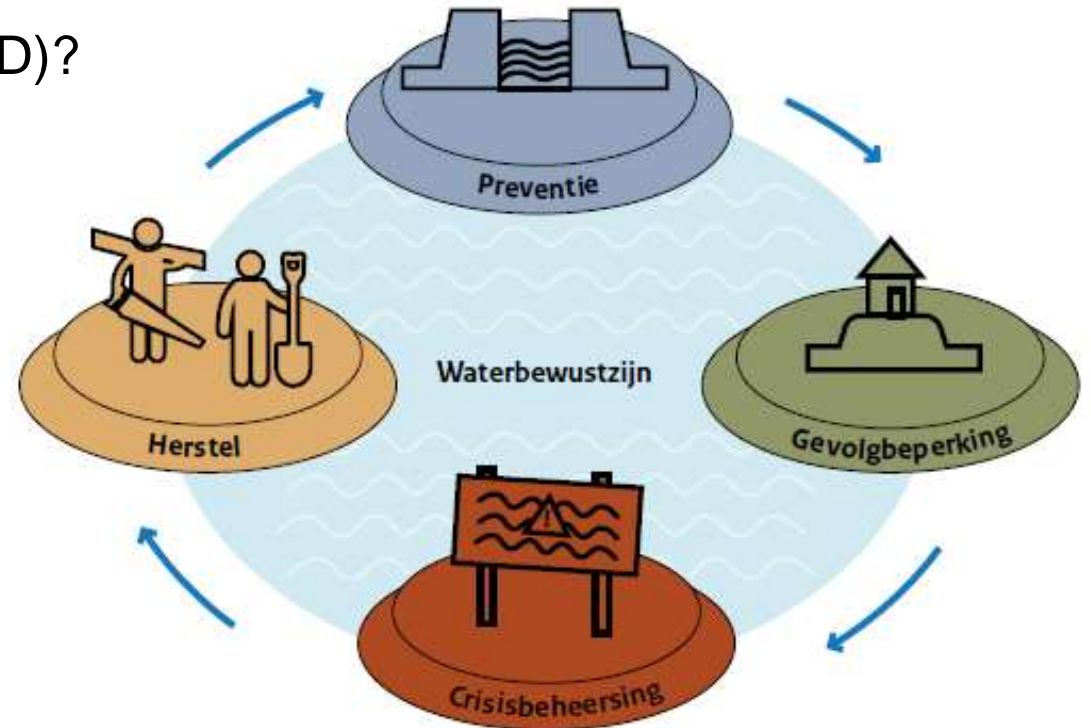 D)?
Preventie
Waterbewustzijn
Gevolgbeperking
Herstel
Crisisbeheersing